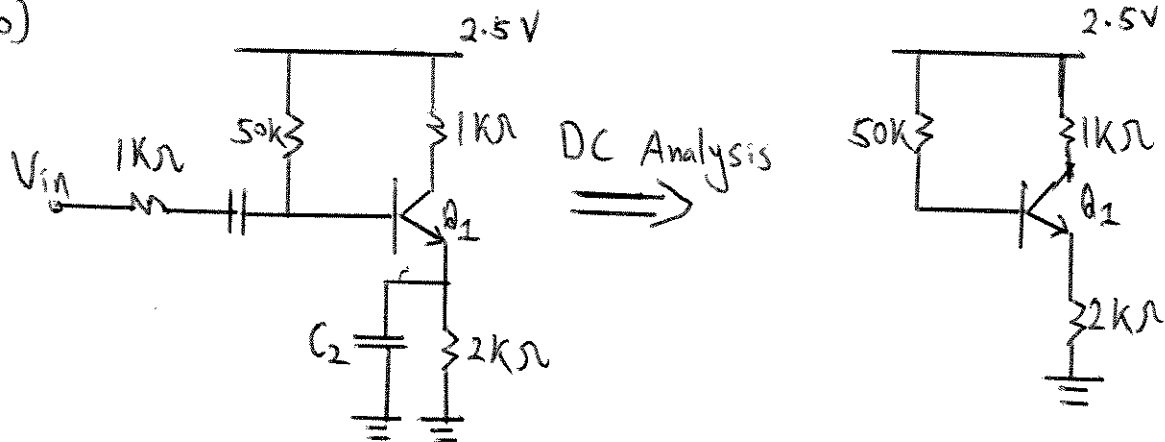 b)
2.5 V
2.5V
50k
1KΩ
1KΩ
Vin
Q1
DC Analysis
50K
1KΩ
Q1
C2
2KΩ
2KΩ